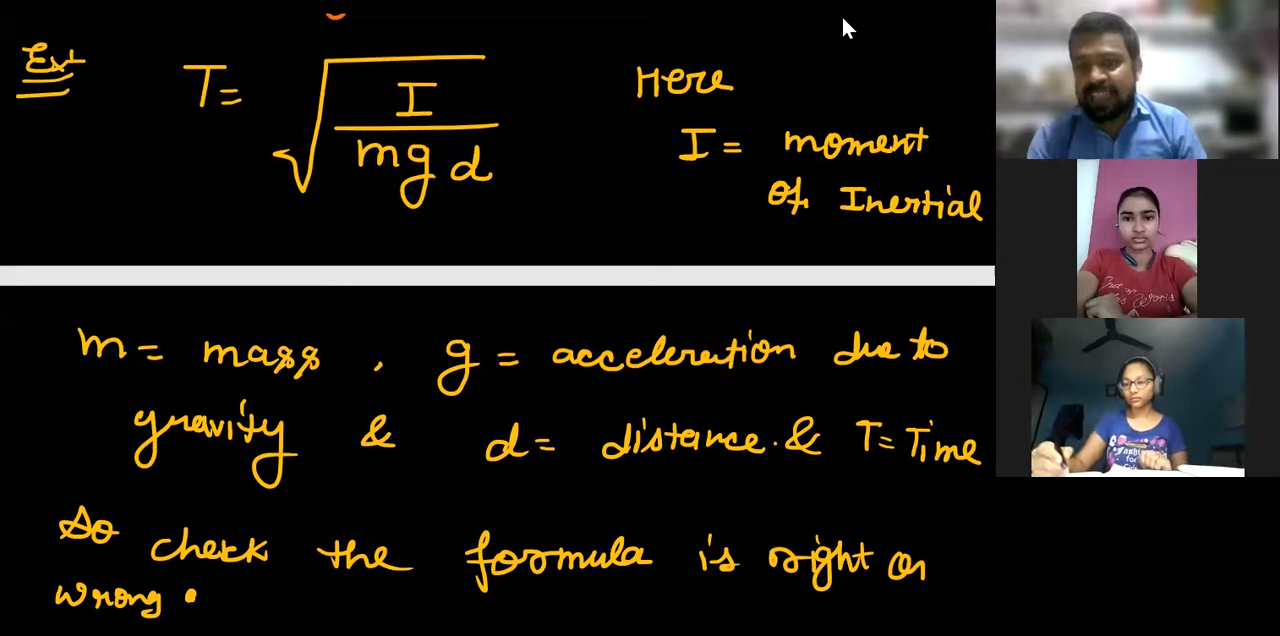 Ex+
T = √ I / mgd
Here
I = moment
of Inertial
m = mass, g = acceleration due to
gravity & d = distance. & T = Time
So check the formula is right or
wrong.